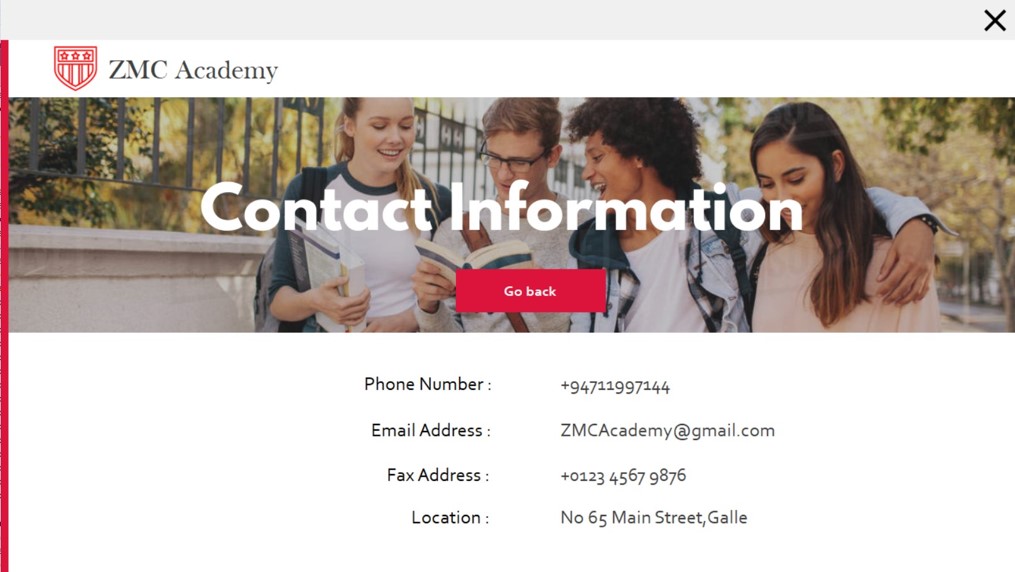 ZMC Academy
Contact Information
Go back
Phone Number : +94711997144
Email Address : ZMCAcademy@gmail.com
Fax Address : +0123 4567 9876
Location : No 65 Main Street,Galle